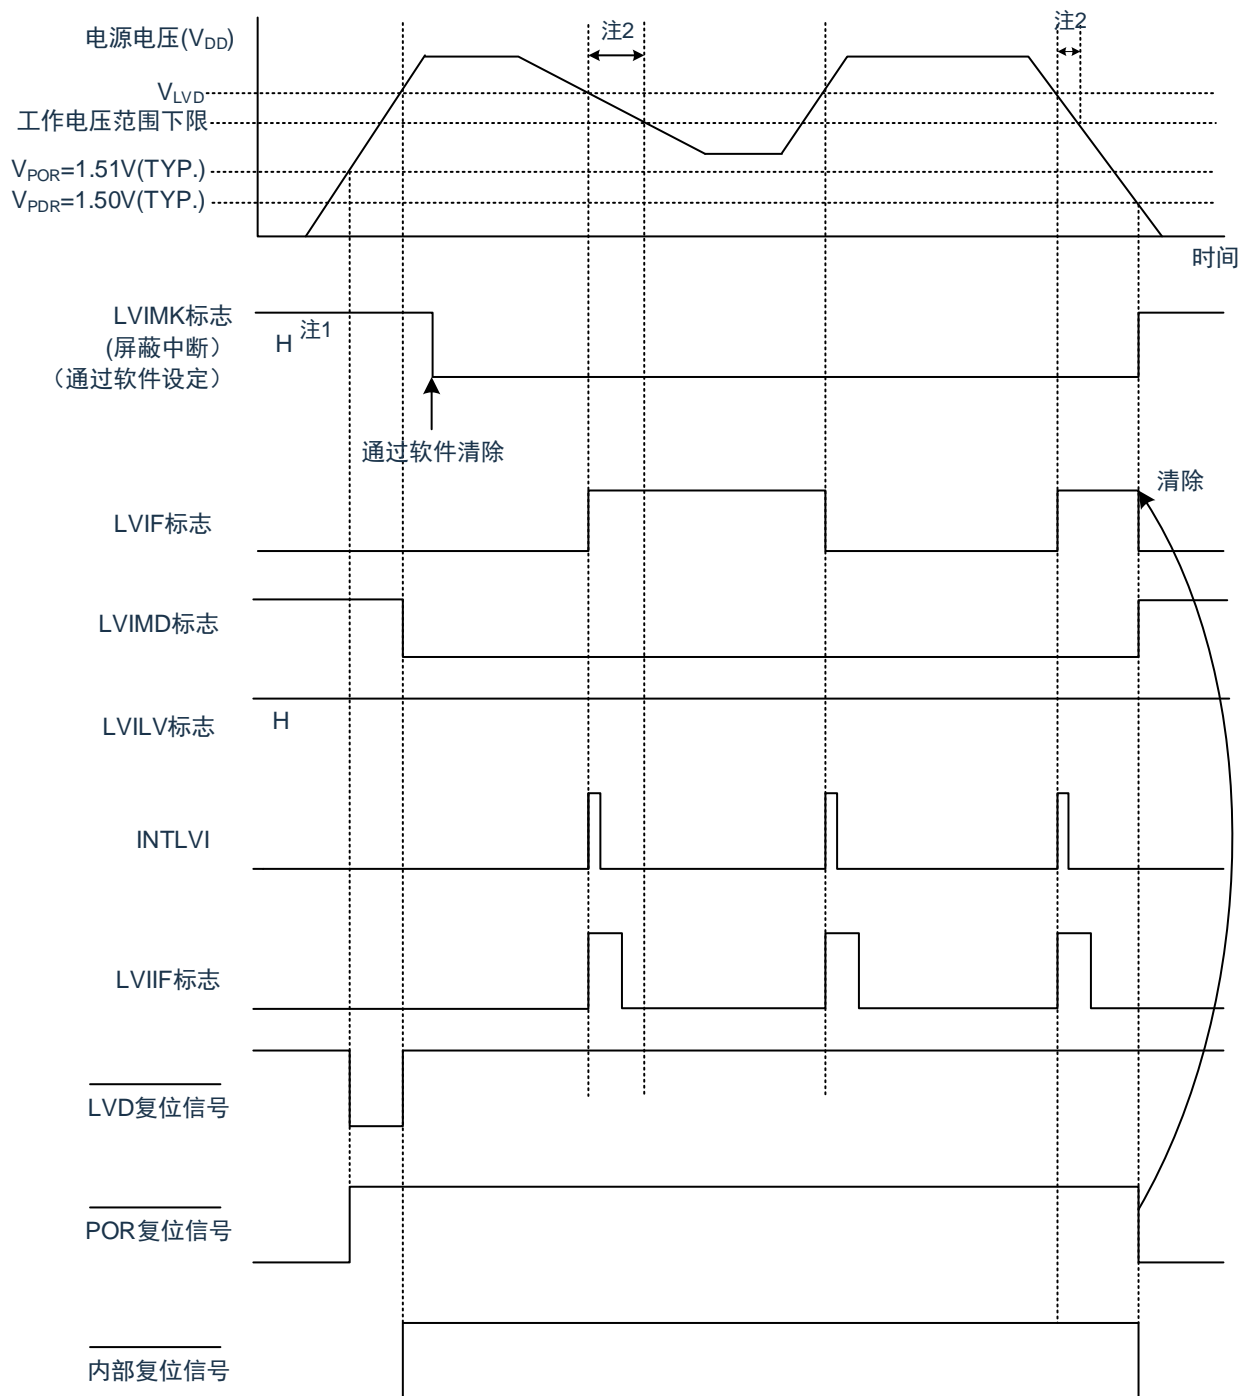 电源电压(VDD)
注2
注2
VLVD
工作电压范围下限
VPOR=1.51V(TYP.)
VPDR=1.50V(TYP.)
时间
LVIMK标志
(屏蔽中断）
（通过软件设定）
H 注1
通过软件清除
清除
LVIF标志
LVIMD标志
LVILV标志
H
INTLVI
LVIIF标志
LVD复位信号
POR复位信号
内部复位信号